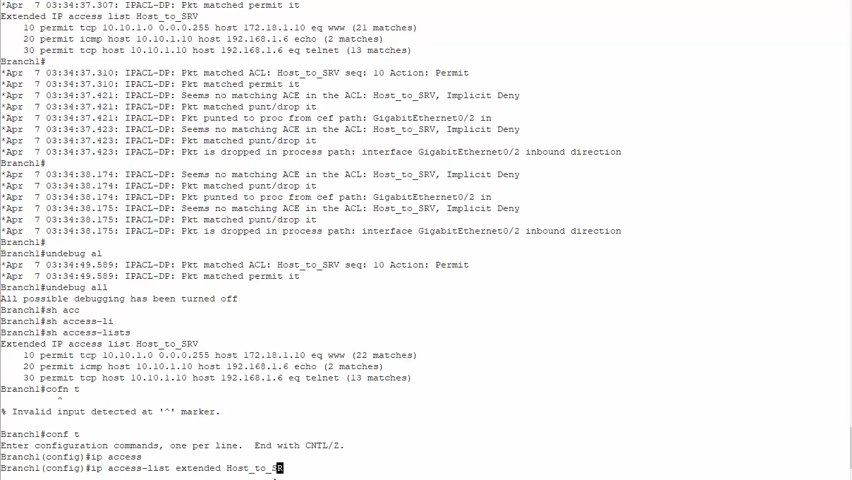 *Apr  7 03:34:37.307: IPACL-DP: Pkt matched permit it
Extended IP access list Host_to_SRV
    10 permit tcp 10.10.1.0 0.0.0.255 host 172.18.1.10 eq www (21 matches)
    20 permit icmp host 10.10.1.10 host 192.168.1.6 echo (2 matches)
    30 permit tcp host 10.10.1.10 host 192.168.1.6 eq telnet (13 matches)
Branch1#
*Apr  7 03:34:37.310: IPACL-DP: Pkt matched ACL: Host_to_SRV seq: 10 Action: Permit
*Apr  7 03:34:37.310: IPACL-DP: Pkt matched permit it
*Apr  7 03:34:37.421: IPACL-DP: Seems no matching ACE in the ACL: Host_to_SRV, Implicit Deny
*Apr  7 03:34:37.421: IPACL-DP: Pkt matched punt/drop it
*Apr  7 03:34:37.421: IPACL-DP: Pkt punted to proc from cef path: GigabitEthernet0/2 in
*Apr  7 03:34:37.423: IPACL-DP: Seems no matching ACE in the ACL: Host_to_SRV, Implicit Deny
*Apr  7 03:34:37.423: IPACL-DP: Pkt matched punt/drop it
*Apr  7 03:34:37.423: IPACL-DP: Pkt is dropped in process path: interface GigabitEthernet0/2 inbound direction
Branch1#
*Apr  7 03:34:38.174: IPACL-DP: Seems no matching ACE in the ACL: Host_to_SRV, Implicit Deny
*Apr  7 03:34:38.174: IPACL-DP: Pkt matched punt/drop it
*Apr  7 03:34:38.174: IPACL-DP: Pkt punted to proc from cef path: GigabitEthernet0/2 in
*Apr  7 03:34:38.175: IPACL-DP: Seems no matching ACE in the ACL: Host_to_SRV, Implicit Deny
*Apr  7 03:34:38.175: IPACL-DP: Pkt matched punt/drop it
*Apr  7 03:34:38.175: IPACL-DP: Pkt is dropped in process path: interface GigabitEthernet0/2 inbound direction
Branch1#
Branch1#undebug al
*Apr  7 03:34:49.589: IPACL-DP: Pkt matched ACL: Host_to_SRV seq: 10 Action: Permit
*Apr  7 03:34:49.589: IPACL-DP: Pkt matched permit it
Branch1#undebug all
All possible debugging has been turned off
Branch1#sh acc
Branch1#sh access-li
Branch1#sh access-lists
Extended IP access list Host_to_SRV
    10 permit tcp 10.10.1.0 0.0.0.255 host 172.18.1.10 eq www (22 matches)
    20 permit icmp host 10.10.1.10 host 192.168.1.6 echo (2 matches)
    30 permit tcp host 10.10.1.10 host 192.168.1.6 eq telnet (13 matches)
Branch1#cofn t
           ^
% Invalid input detected at '^' marker.
Branch1#conf t
Enter configuration commands, one per line.  End with CNTL/Z.
Branch1(config)#ip access
Branch1(config)#ip access-list extended Host_to_SR